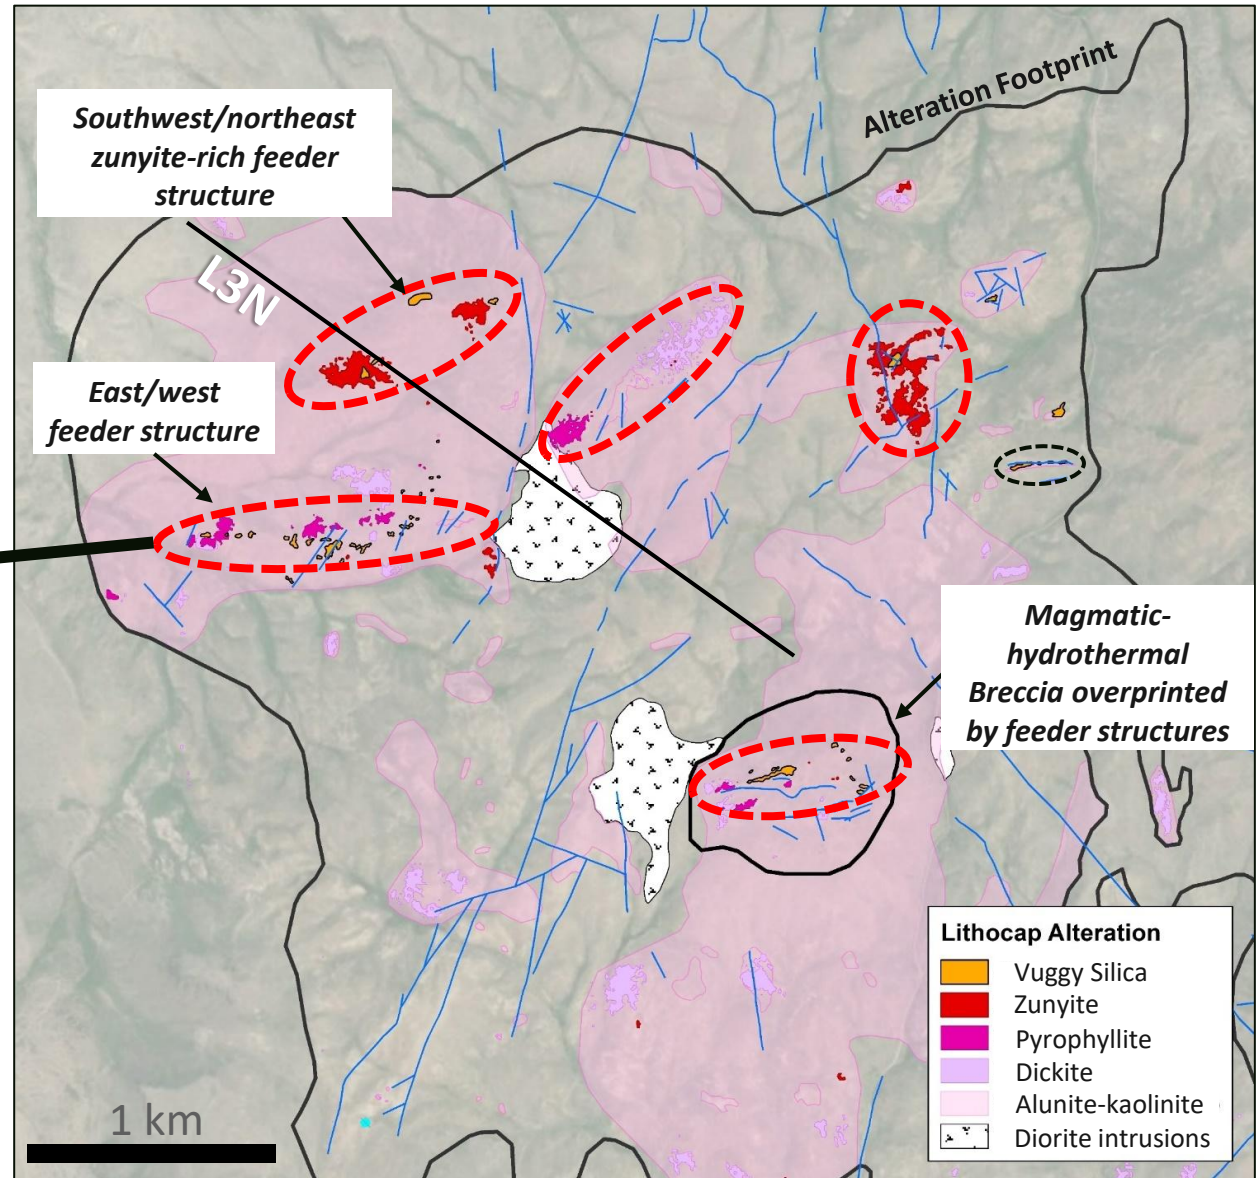 Alteration Footprint
Southwest/northeast
zunyite-rich feeder
structure
L3N
East/west
feeder structure
Magmatic-
hydrothermal
Breccia overprinted
by feeder structures
Lithocap Alteration
Vuggy Silica
Zunyite
Pyrophyllite
Dickite
Alunite-kaolinite
Diorite intrusions
1 km